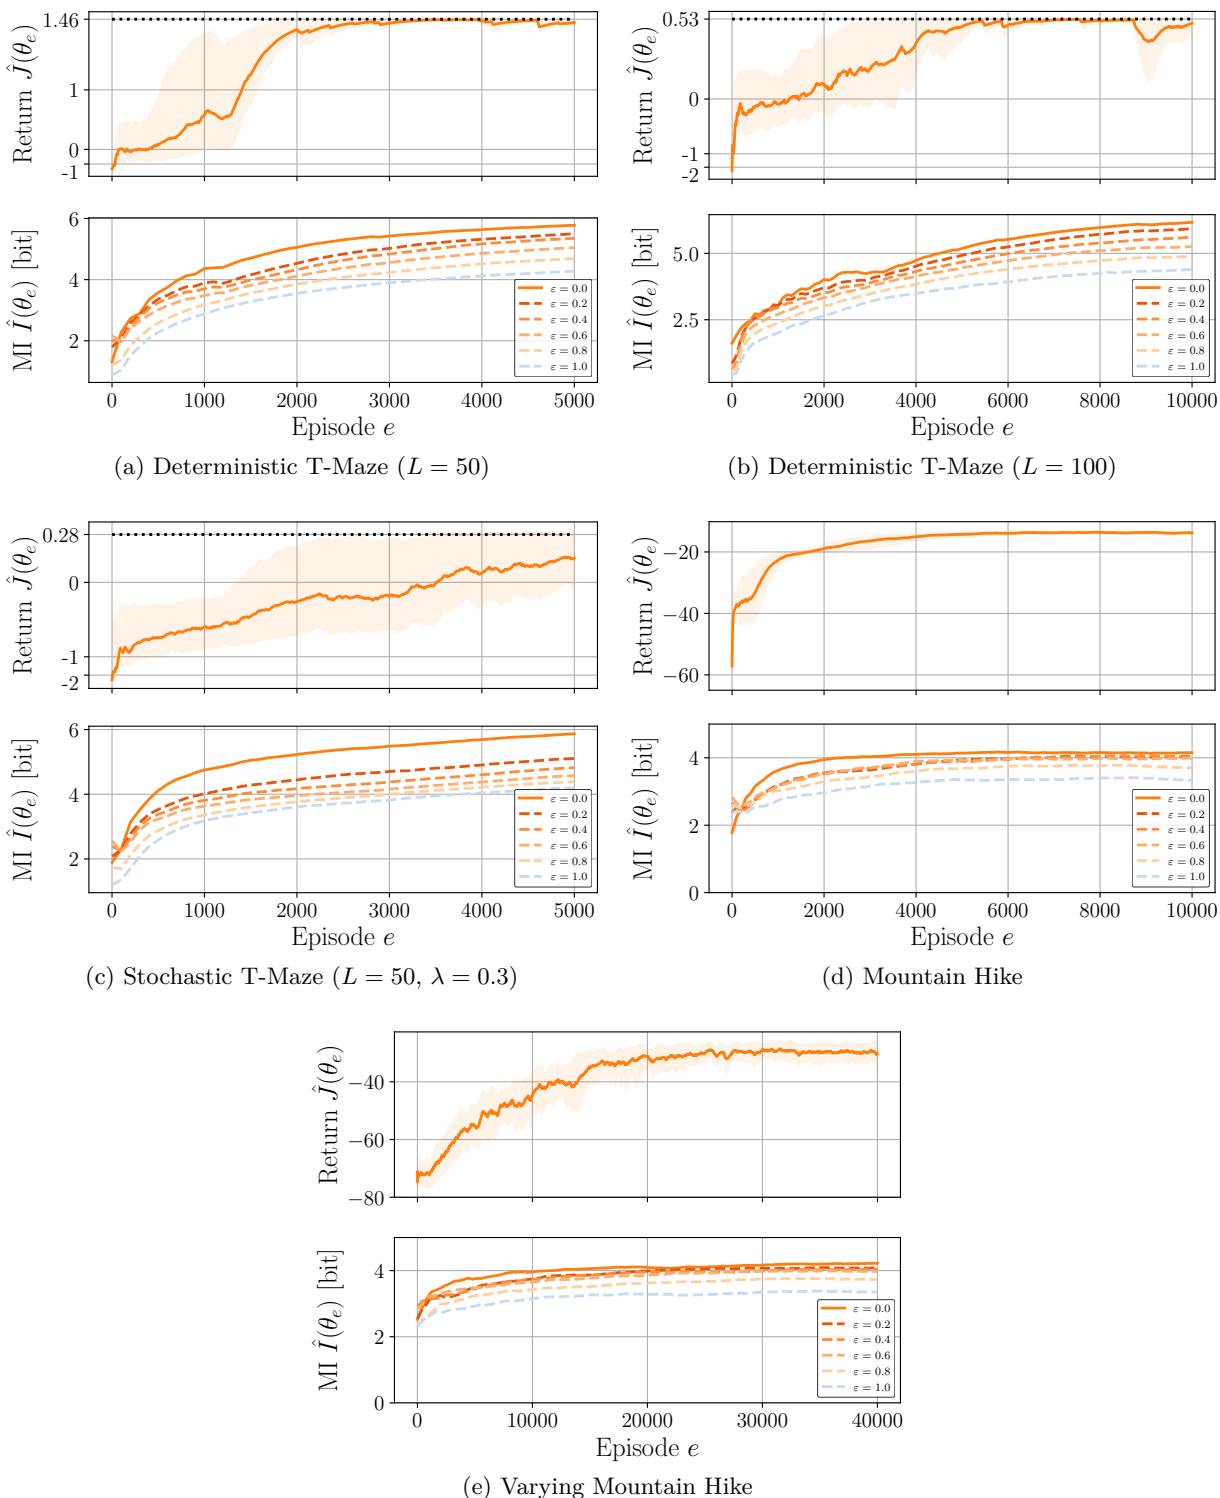 1.46
1
0
-1
Return Ĵ(θₑ)
6
4
2
MI Î(θₑ) [bit]
ε = 0.0
ε = 0.2
ε = 0.4
ε = 0.6
ε = 0.8
ε = 1.0
0 1000 2000 3000 4000 5000
Episode e
(a) Deterministic T-Maze (L = 50)
0.53
0
-1
-2
Return Ĵ(θₑ)
5.0
2.5
MI Î(θₑ) [bit]
ε = 0.0
ε = 0.2
ε = 0.4
ε = 0.6
ε = 0.8
ε = 1.0
0 2000 4000 6000 8000 10000
Episode e
(b) Deterministic T-Maze (L = 100)
0.28
0
-1
-2
Return Ĵ(θₑ)
6
4
2
MI Î(θₑ) [bit]
ε = 0.0
ε = 0.2
ε = 0.4
ε = 0.6
ε = 0.8
ε = 1.0
0 1000 2000 3000 4000 5000
Episode e
(c) Stochastic T-Maze (L = 50, λ = 0.3)
−20
−40
−60
Return Ĵ(θₑ)
4
2
0
MI Î(θₑ) [bit]
ε = 0.0
ε = 0.2
ε = 0.4
ε = 0.6
ε = 0.8
ε = 1.0
0 2000 4000 6000 8000 10000
Episode e
(d) Mountain Hike
−40
−60
−80
Return Ĵ(θₑ)
4
2
0
MI Î(θₑ) [bit]
ε = 0.0
ε = 0.2
ε = 0.4
ε = 0.6
ε = 0.8
ε = 1.0
0 10000 20000 30000 40000
Episode e
(e) Varying Mountain Hike